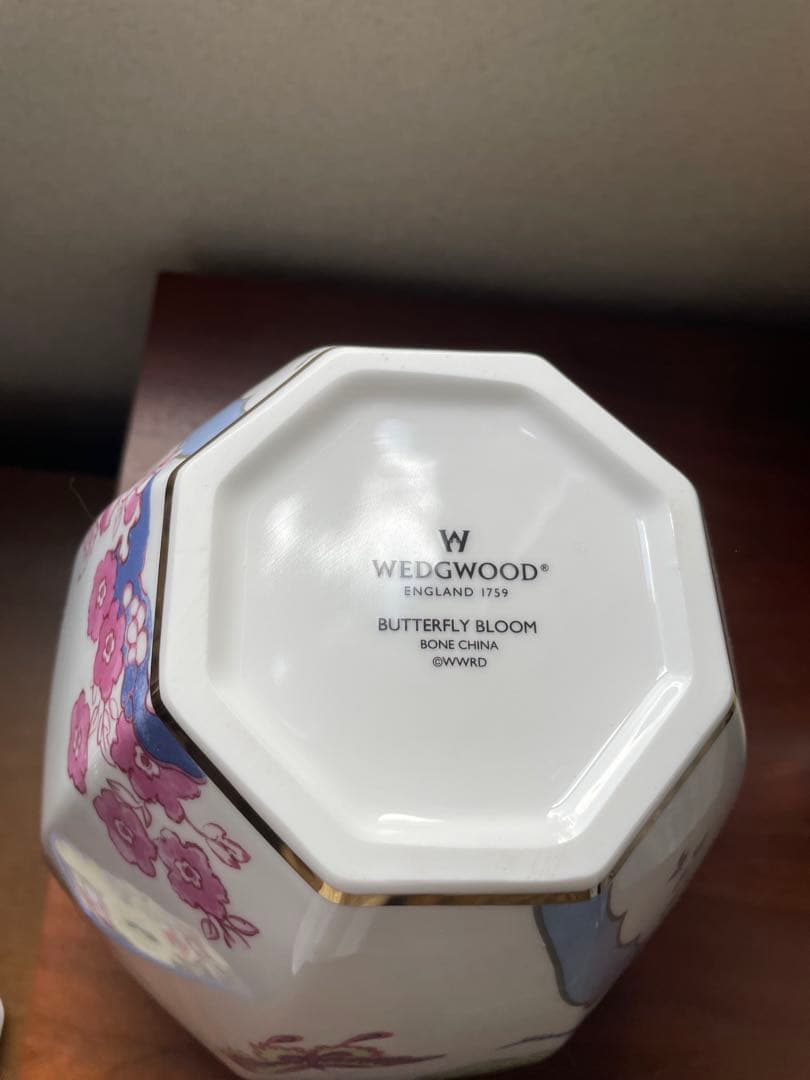 W
WEDGWOOD®
ENGLAND 1759
BUTTERFLY BLOOM
BONE CHINA
©WWRD